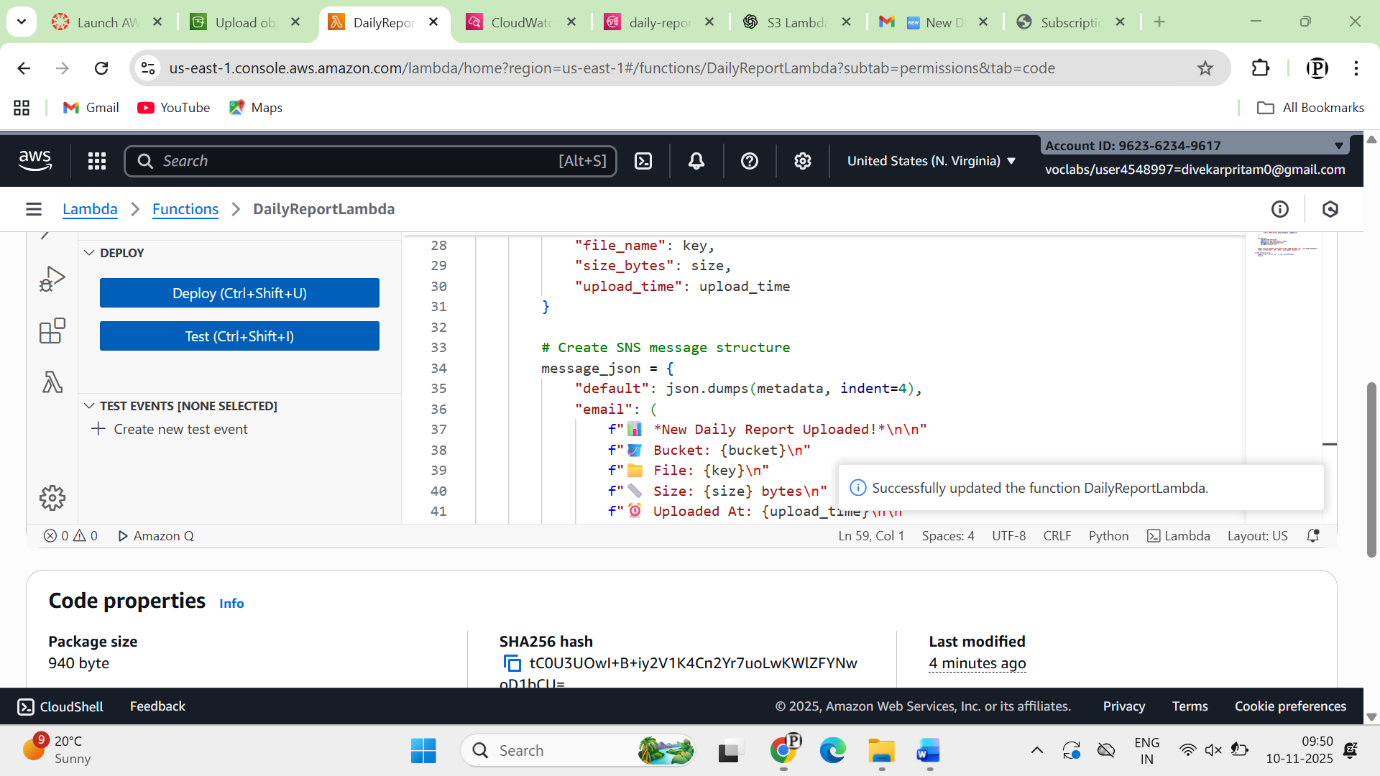 Launch AW
Upload ob
DailyRepor
CloudWatc
daily-repor
S3 Lambda
New D
Subscriptio
us-east-1.console.aws.amazon.com/lambda/home?region=us-east-1#/functions/DailyReportLambda?subtab=permissions&tab=code
Gmail
YouTube
Maps
All Bookmarks
aws
Search
[Alt+S]
United States (N. Virginia)
Account ID: 9623-6234-9617
voclabs/user4548997=divekarpritam0@gmail.com
Lambda
Functions
DailyReportLambda
DEPLOY
Deploy (Ctrl+Shift+U)
Test (Ctrl+Shift+I)
TEST EVENTS [NONE SELECTED]
Create new test event
28 "file_name": key,
29 "size_bytes": size,
30 "upload_time": upload_time
31 }
32
33 # Create SNS message structure
34 message_json = {
35 "default": json.dumps(metadata, indent=4),
36 "email": (
37 f"📊 *New Daily Report Uploaded!*\n\n"
38 f"🪣 Bucket: {bucket}\n"
39 f"📁 File: {key}\n"
40 f"📏 Size: {size} bytes\n"
41 f"⏰ Uploaded At: {upload_time}\n\n"
Successfully updated the function DailyReportLambda.
0 0 Amazon Q
Ln 59, Col 1
Spaces: 4
UTF-8
CRLF
Python
Lambda
Layout: US
Code properties
Info
Package size
940 byte
SHA256 hash
tC0U3UOwI+B+iy2V1K4Cn2Yr7uoLwKWlZFYNw
oD1bCU=
Last modified
4 minutes ago
CloudShell
Feedback
© 2025, Amazon Web Services, Inc. or its affiliates.
Privacy
Terms
Cookie preferences
9
20°C
Sunny
Search
P
ENG
IN
09:50
10-11-2025